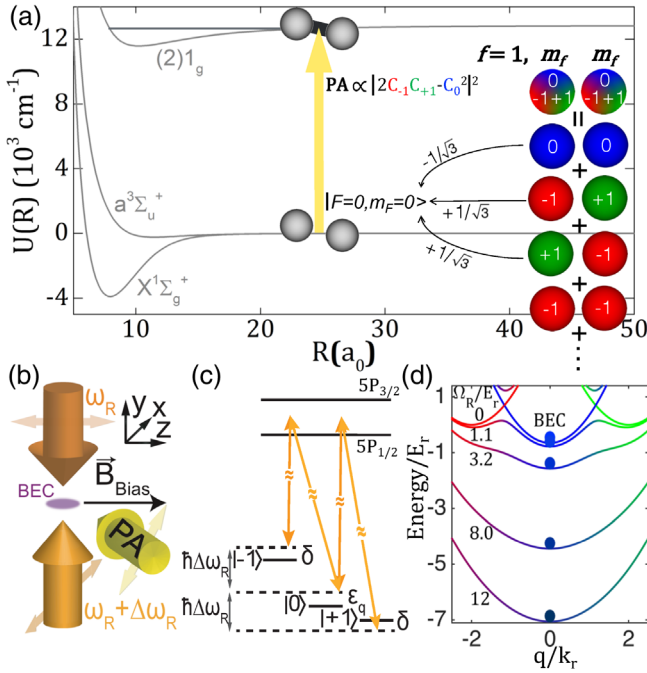 (a)
12
8
4
0
-4
U(R) (10³ cm⁻¹)
(2)1g
a³Σu⁺
X¹Σg⁺
PA ∝ |2C₋₁C₊₁-C₀²|²
|F=0,mF=0>
-1/√3
+1/√3
+1/√3
f=1, mf mf
0
-1+1
0
-1+1
=
0 0
+
-1 +1
+
+1 -1
+
-1 -1
+
10 20 30 40 50
R(a₀)
(b)
ωR
y
x
z
BEC
B⃗Bias
PA
ωR+ΔωR
(c)
5P3/2
5P1/2
ħΔωR
|-1>
δ
ħΔωR
|0>
εq
|+1>
δ
(d)
ΩR/Er
0
1.1
3.2
8.0
12
BEC
1
-1
-3
-5
-7
Energy/Er
-2 0 2
q/kr